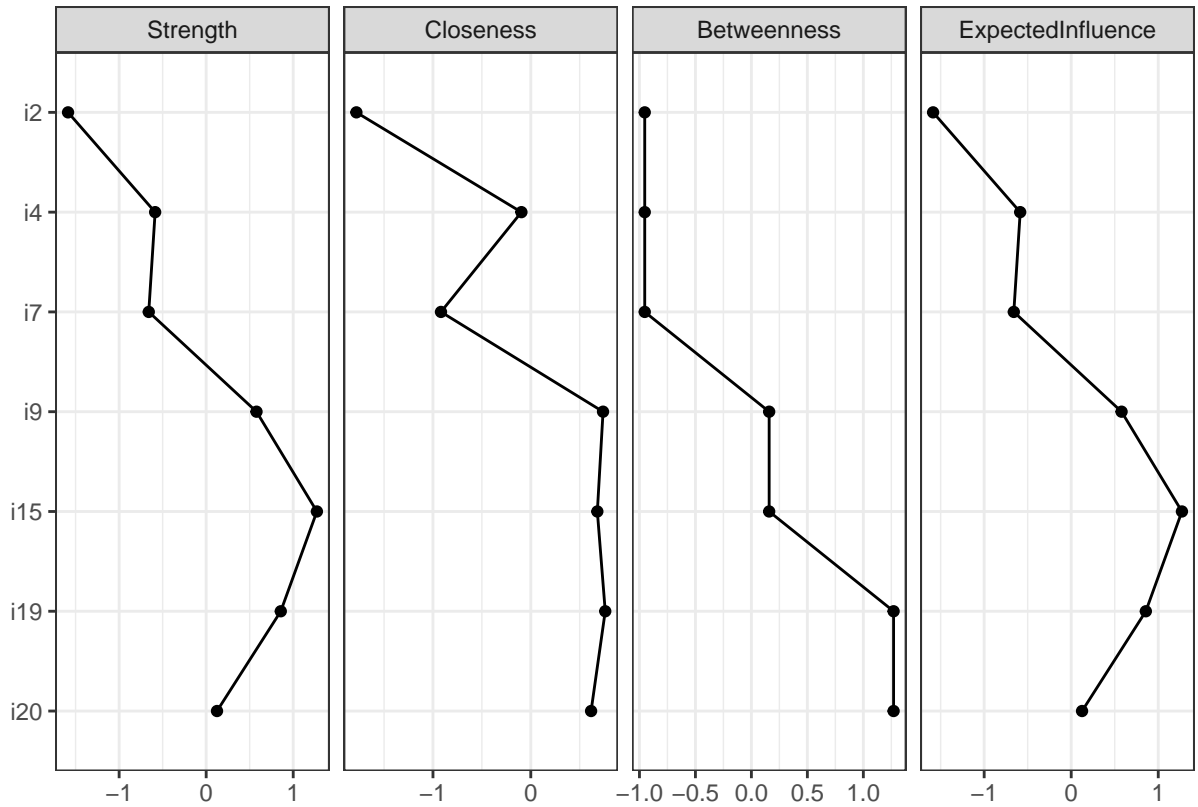 Strength Closeness Betweenness ExpectedInfluence
i2
i4
i7
i9
i15
i19
i20
−1 0 1 −1 0 −1.0 −0.5 0.0 0.5 1.0 −1 0 1